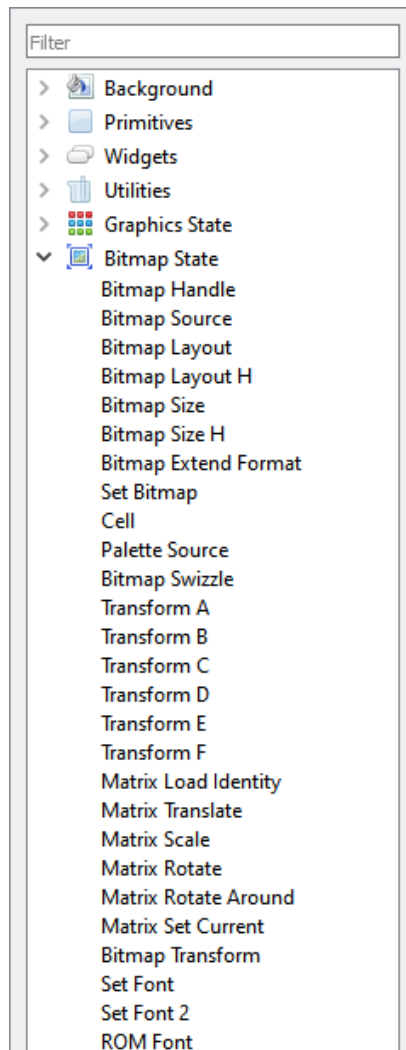 Filter
Background
Primitives
Widgets
Utilities
Graphics State
Bitmap State
Bitmap Handle
Bitmap Source
Bitmap Layout
Bitmap Layout H
Bitmap Size
Bitmap Size H
Bitmap Extend Format
Set Bitmap
Cell
Palette Source
Bitmap Swizzle
Transform A
Transform B
Transform C
Transform D
Transform E
Transform F
Matrix Load Identity
Matrix Translate
Matrix Scale
Matrix Rotate
Matrix Rotate Around
Matrix Set Current
Bitmap Transform
Set Font
Set Font 2
ROM Font